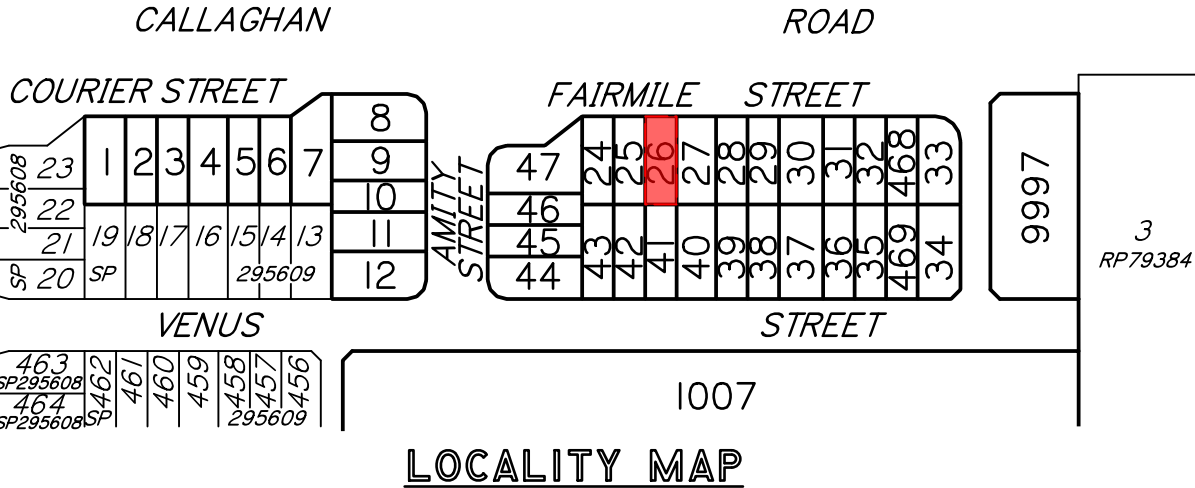 CALLAGHAN ROAD
COURIER STREET FAIRMILE STREET
8
23 1 2 3 4 5 6 7 9
295608
22 10
21 19 18 17 16 15 14 13 11
SP 20 SP 295609 12
AMITY
STREET
47 24 25 26 27 28 29 30 31 32 468 33
46
45 43 42 41 40 39 38 37 36 35 469 34
44
9997
3
RP79384
VENUS STREET
463 462 461 460 459 458 457 456
SP295608
464
SP295608 SP 295609
1007
LOCALITY MAP